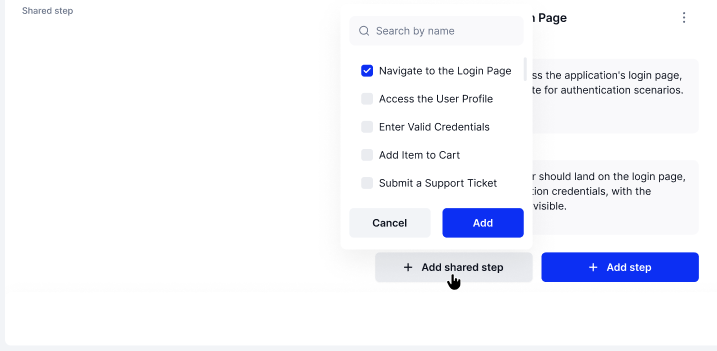 Shared step
Search by name
n Page
Navigate to the Login Page
ss the application's login page,
Access the User Profile
te for authentication scenarios.
Enter Valid Credentials
Add Item to Cart
Submit a Support Ticket
r should land on the login page,
tion credentials, with the
visible.
Cancel
Add
Add shared step
Add step